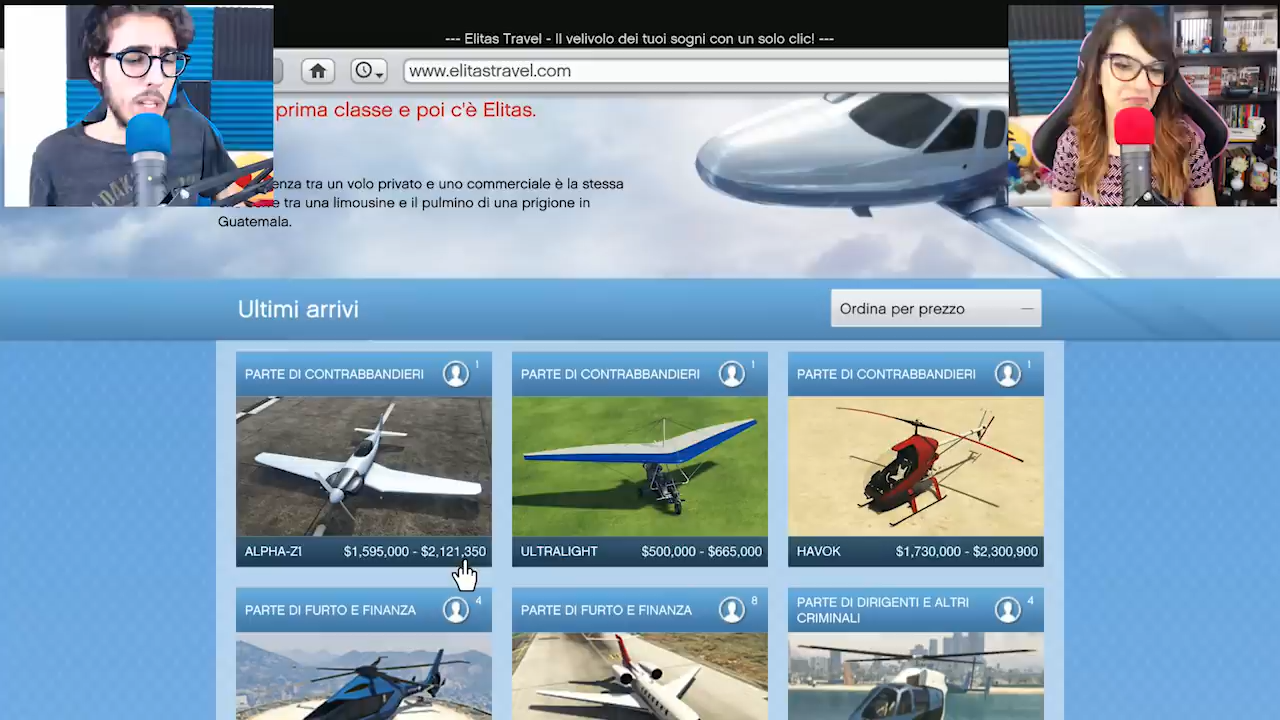 --- Elitas Travel - Il velivolo dei tuoi sogni con un solo clic! ---
www.elitastravel.com
prima classe e poi c'è Elitas.
enza tra un volo privato e uno commerciale è la stessa
tra una limousine e il pulmino di una prigione in
Guatemala.
Ultimi arrivi
Ordina per prezzo
PARTE DI CONTRABBANDIERI 1
PARTE DI CONTRABBANDIERI 1
PARTE DI CONTRABBANDIERI 1
ALPHA-Z1 $1,595,000 - $2,121,350
ULTRALIGHT $500,000 - $665,000
HAVOK $1,730,000 - $2,300,900
PARTE DI FURTO E FINANZA 4
PARTE DI FURTO E FINANZA 8
PARTE DI DIRIGENTI E ALTRI
CRIMINALI 4